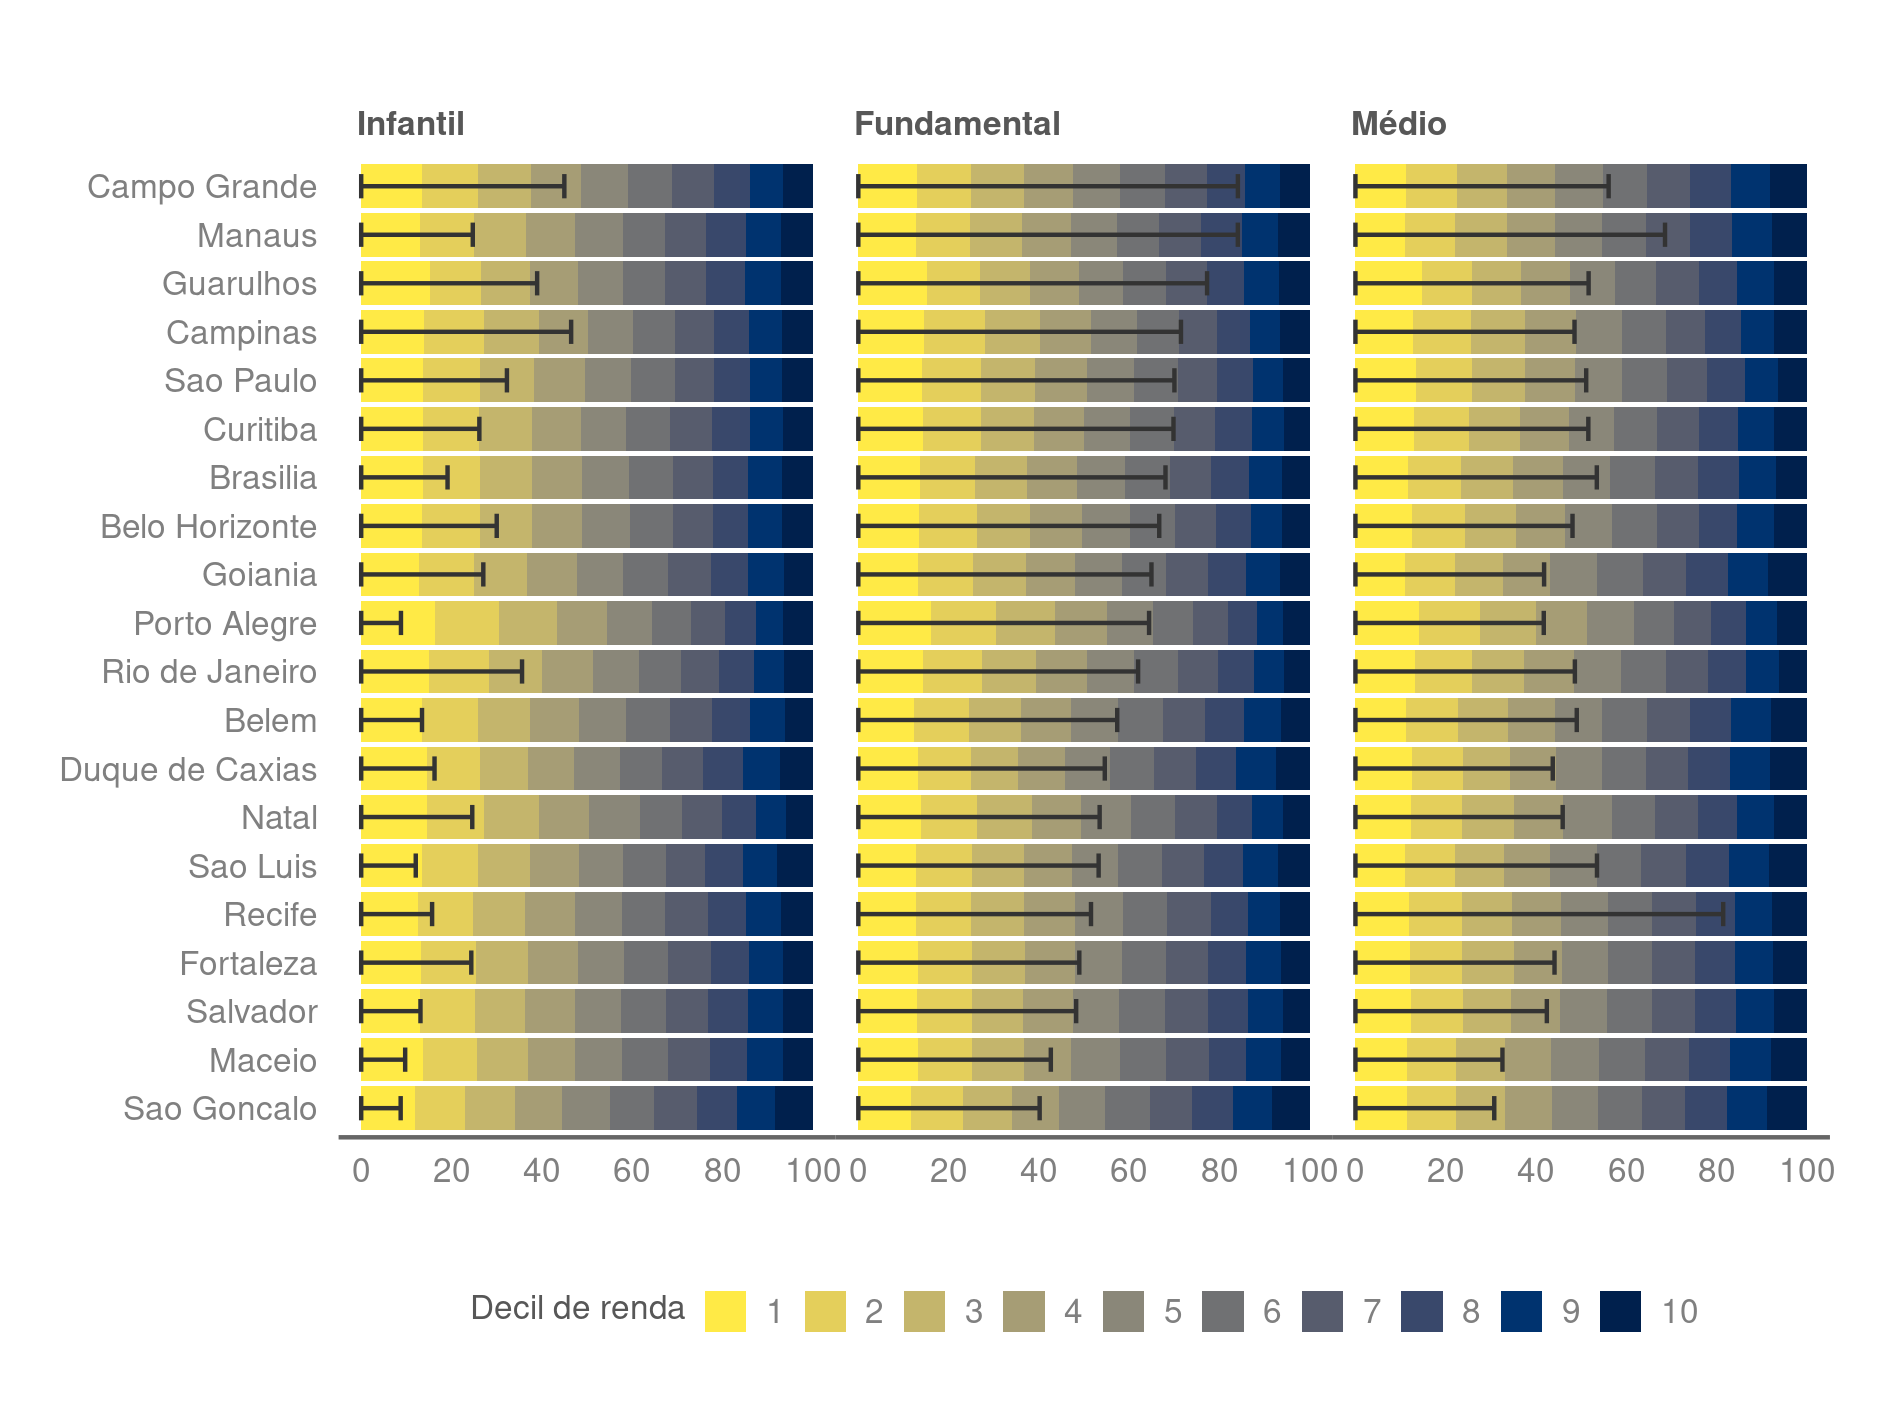 Infantil Fundamental Médio
Campo Grande
Manaus
Guarulhos
Campinas
Sao Paulo
Curitiba
Brasilia
Belo Horizonte
Goiania
Porto Alegre
Rio de Janeiro
Belem
Duque de Caxias
Natal
Sao Luis
Recife
Fortaleza
Salvador
Maceio
Sao Goncalo
0 20 40 60 80 100 0 20 40 60 80 100 0 20 40 60 80 100
Decil de renda 1 2 3 4 5 6 7 8 9 10